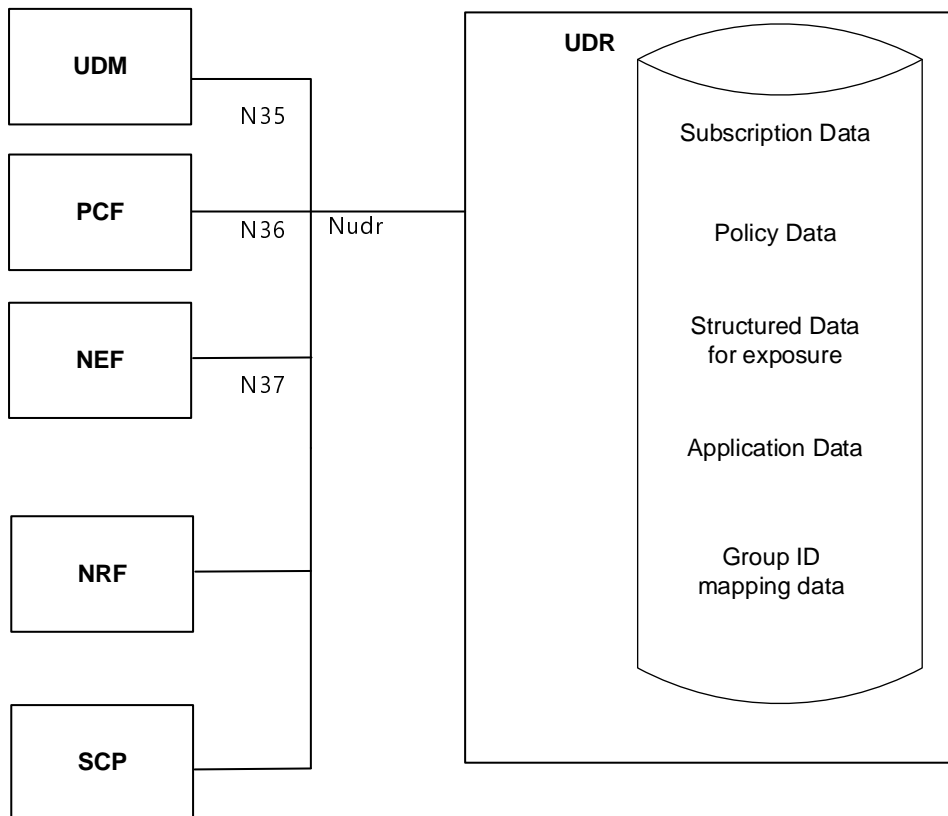 UDM
N35
PCF
N36
Nudr
NEF
N37
NRF
SCP
UDR
Subscription Data
Policy Data
Structured Data
for exposure
Application Data
Group ID
mapping data